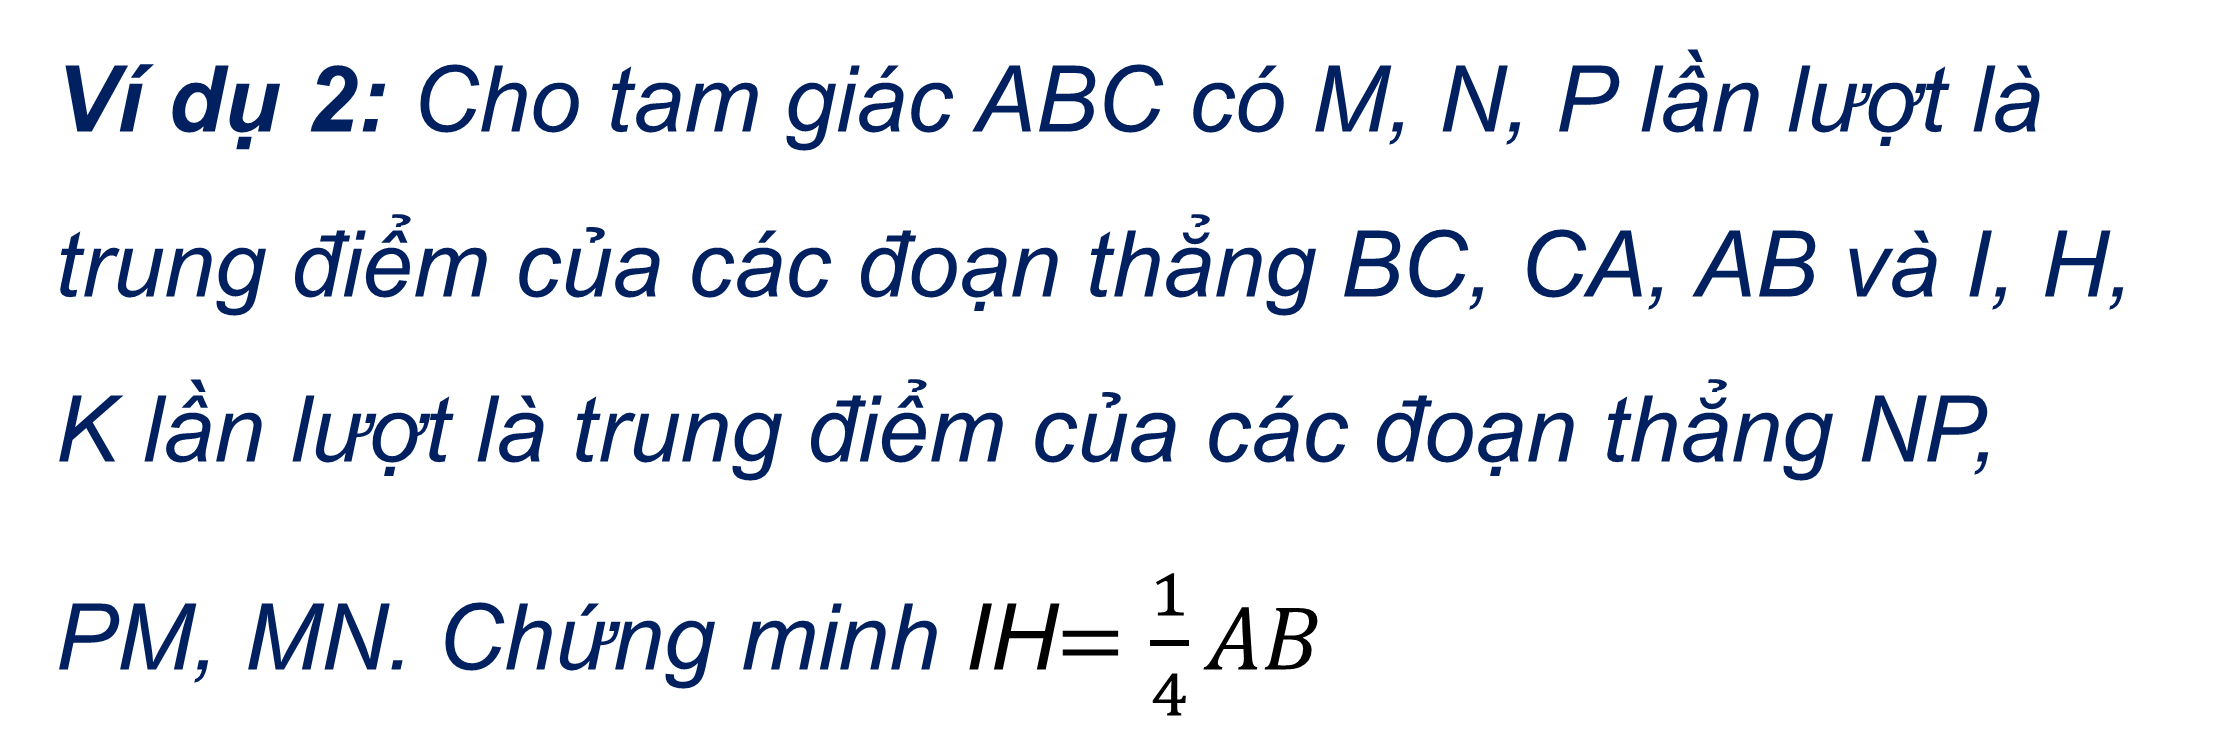 Ví dụ 2: Cho tam giác ABC có M, N, P lần lượt là
trung điểm của các đoạn thẳng BC, CA, AB và I, H,
K lần lượt là trung điểm của các đoạn thẳng NP,
PM, MN. Chứng minh IH= 1/4 AB